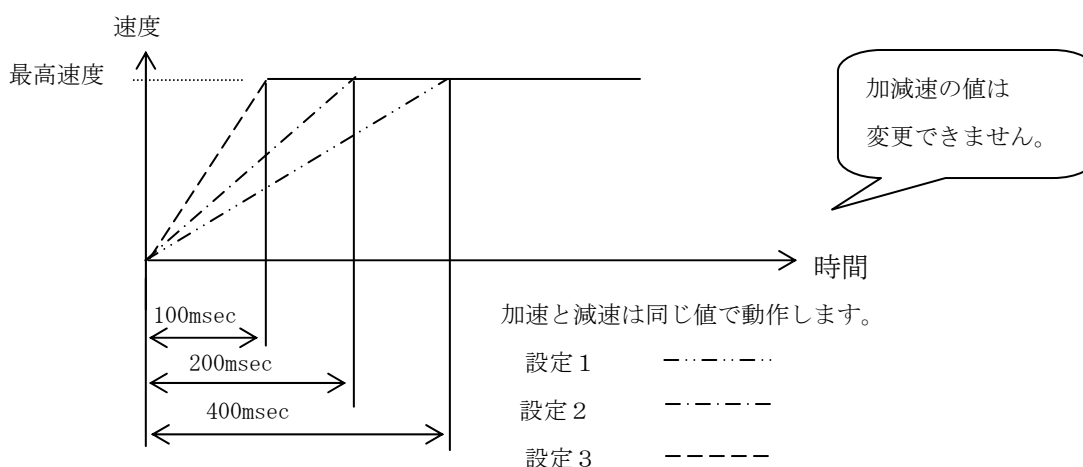 速度
最高速度
加減速の値は
変更できません。
時間
100msec
200msec
400msec
加速と減速は同じ値で動作します。
設定１
設定２
設定３